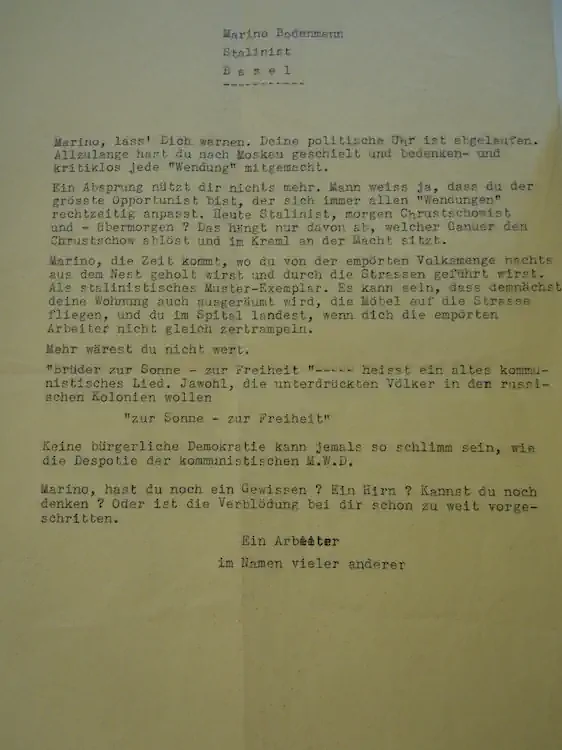 Marino Bodenmann
Stalinist
B a s e l
Marino, lass' Dich warnen. Deine politische Uhr ist abgelaufen.
Allzulange hast du nach Moskau geschielt und bedenken- und
kritiklos jede "Wendung" mitgemacht.
Ein Absprung nützt dir nichts mehr. Mann weiss ja, dass du der
grösste Opportunist bist, der sich immer allen "Wendungen"
rechtzeitig anpasst. Heute Stalinist, morgen Chrustschowist
und - übermorgen ? Das hängt nur davon ab, welcher Gauner den
Chrustschow ablöst und im Kreml an der Macht sitzt.
Marino, die Zeit kommt, wo du von der empörten Volksmenge nachts
aus dem Nest geholt wirst und durch die Strassen geführt wirst.
Als stalinistisches Muster-Exemplar. Es kann sein, dass demnächst
deine Wohnung auch ausgeräumt wird, die Möbel auf die Strasse
fliegen, und du im Spital landest, wenn dich die empörten
Arbeiter nicht gleich zertrampeln.
Mehr wärest du nicht wert.
"Brüder zur Sonne - zur Freiheit "----- heisst ein altes kommu-
nistisches Lied. Jawohl, die unterdrückten Völker in den russi-
schen Kolonien wollen
"zur Sonne - zur Freiheit"
Keine bürgerliche Demokratie kann jemals so schlimm sein, wie
die Despotie der kommunistischen M.W.D.
Marino, hast du noch ein Gewissen ? Ein Hirn ? Kannst du noch
denken ? Oder ist die Verblödung bei dir schon zu weit vorge-
schritten.
Ein Arbeiter
im Namen vieler anderer